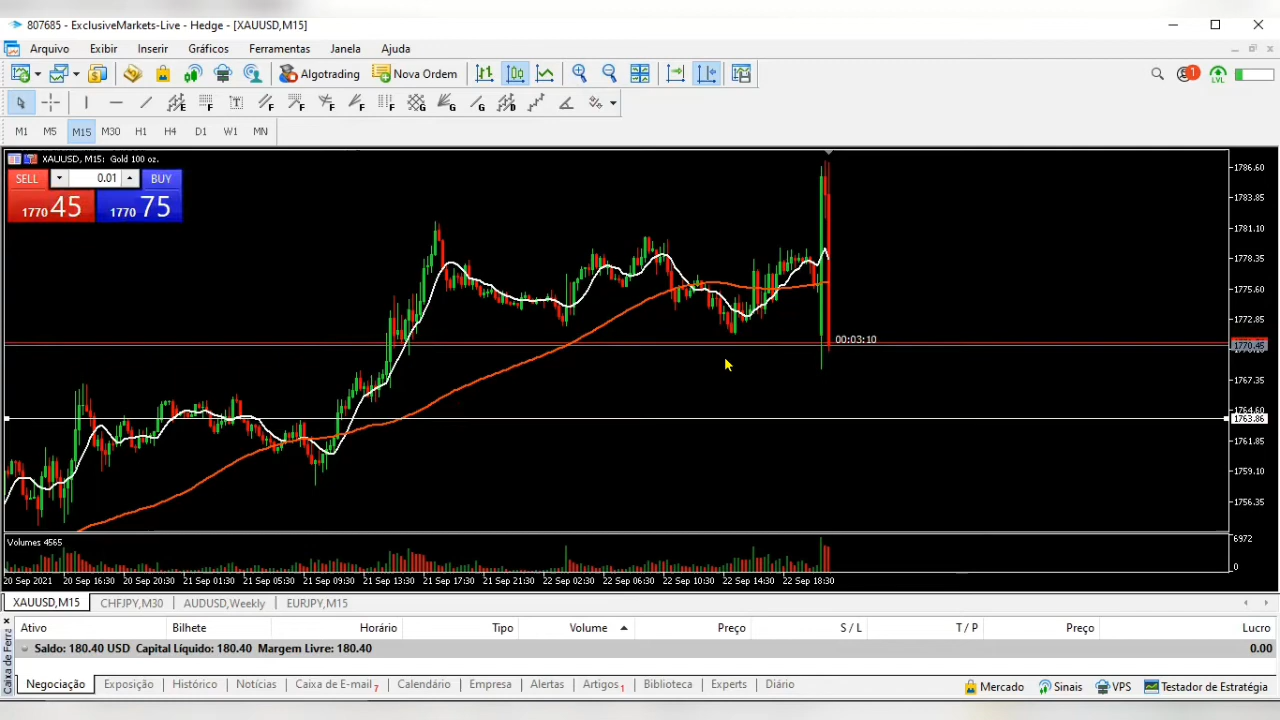 807685 - ExclusiveMarkets-Live - Hedge - [XAUUSD,M15]
Arquivo Exibir Inserir Gráficos Ferramentas Janela Ajuda
Algotrading Nova Ordem 1 LVL
E F T F F F F F G G G D
M1 M5 M15 M30 H1 H4 D1 W1 MN
XAUUSD, M15: Gold 100 oz.
SELL 0.01 BUY
1770 45 1770 75
1786.60
1783.85
1781.10
1778.35
1775.60
1772.85
00:03:10
1770.45
1767.35
1764.60
1763.86
1761.85
1759.10
1756.35
Volumes 4565
6972
0
20 Sep 2021 20 Sep 16:30 20 Sep 20:30 21 Sep 01:30 21 Sep 05:30 21 Sep 09:30 21 Sep 13:30 21 Sep 17:30 21 Sep 21:30 22 Sep 02:30 22 Sep 06:30 22 Sep 10:30 22 Sep 14:30 22 Sep 18:30
XAUUSD,M15 CHFJPY,M30 AUDUSD,Weekly EURJPY,M15
Ativo Bilhete Horário Tipo Volume Preço S / L T / P Preço Lucro
Saldo: 180.40 USD Capital Líquido: 180.40 Margem Livre: 180.40 0.00
Caixa de Ferra
Negociação Exposição Histórico Notícias Caixa de E-mail 7 Calendário Empresa Alertas Artigos 1 Biblioteca Experts Diário Mercado Sinais VPS Testador de Estratégia